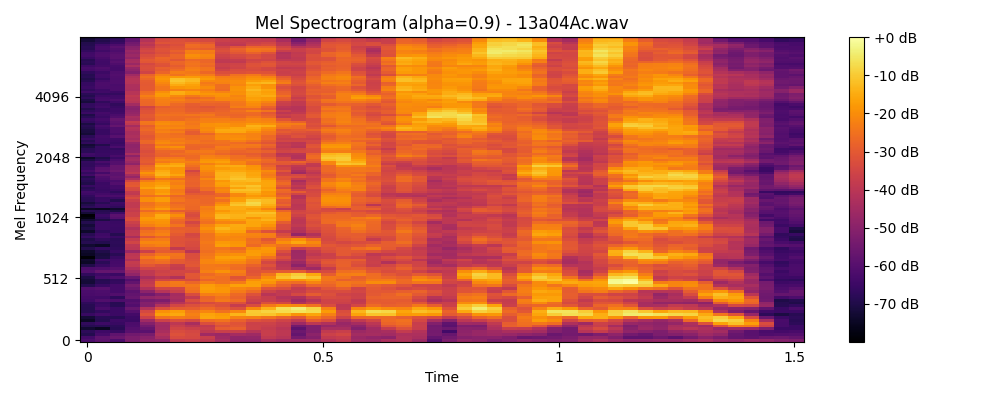 Mel Spectrogram (alpha=0.9) - 13a04Ac.wav
Mel Frequency
4096
2048
1024
512
0
0
0.5
1
1.5
Time
+0 dB
-10 dB
-20 dB
-30 dB
-40 dB
-50 dB
-60 dB
-70 dB